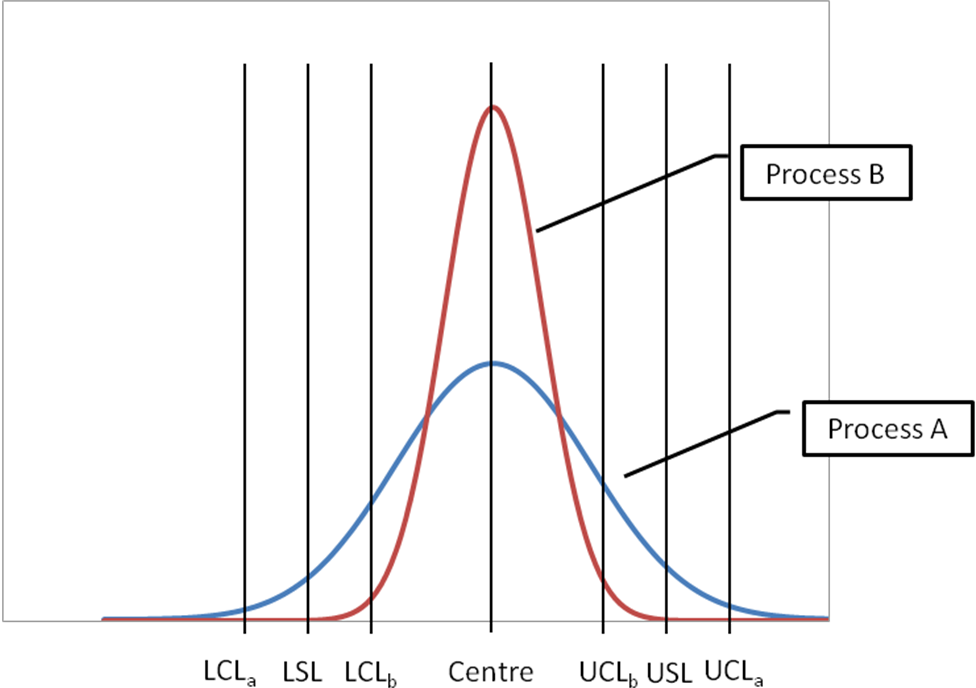 Process B
Process A
LCLa LSL LCLb Centre UCLb USL UCLa